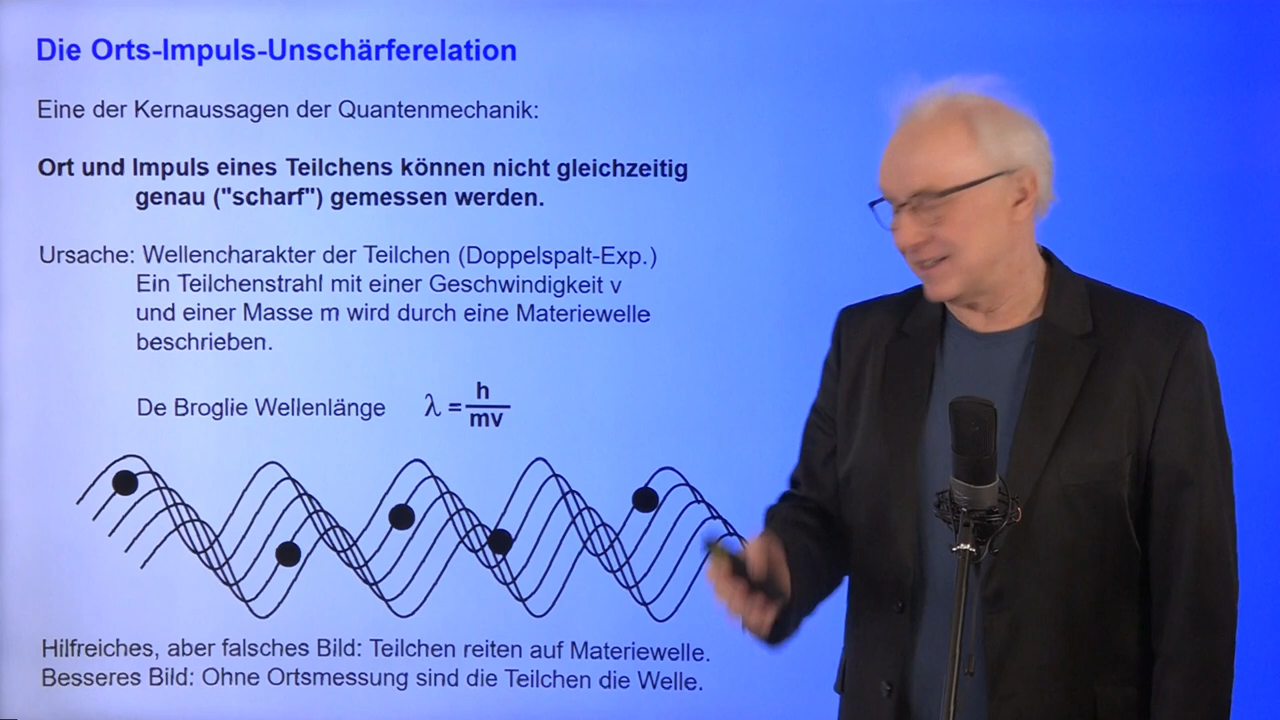 Die Orts-Impuls-Unschärferelation
Eine der Kernaussagen der Quantenmechanik:
Ort und Impuls eines Teilchens können nicht gleichzeitig
genau ("scharf") gemessen werden.
Ursache: Wellencharakter der Teilchen (Doppelspalt-Exp.)
Ein Teilchenstrahl mit einer Geschwindigkeit v
und einer Masse m wird durch eine Materiewelle
beschrieben.
De Broglie Wellenlänge λ = h/mv
Hilfreiches, aber falsches Bild: Teilchen reiten auf Materiewelle.
Besseres Bild: Ohne Ortsmessung sind die Teilchen die Welle.